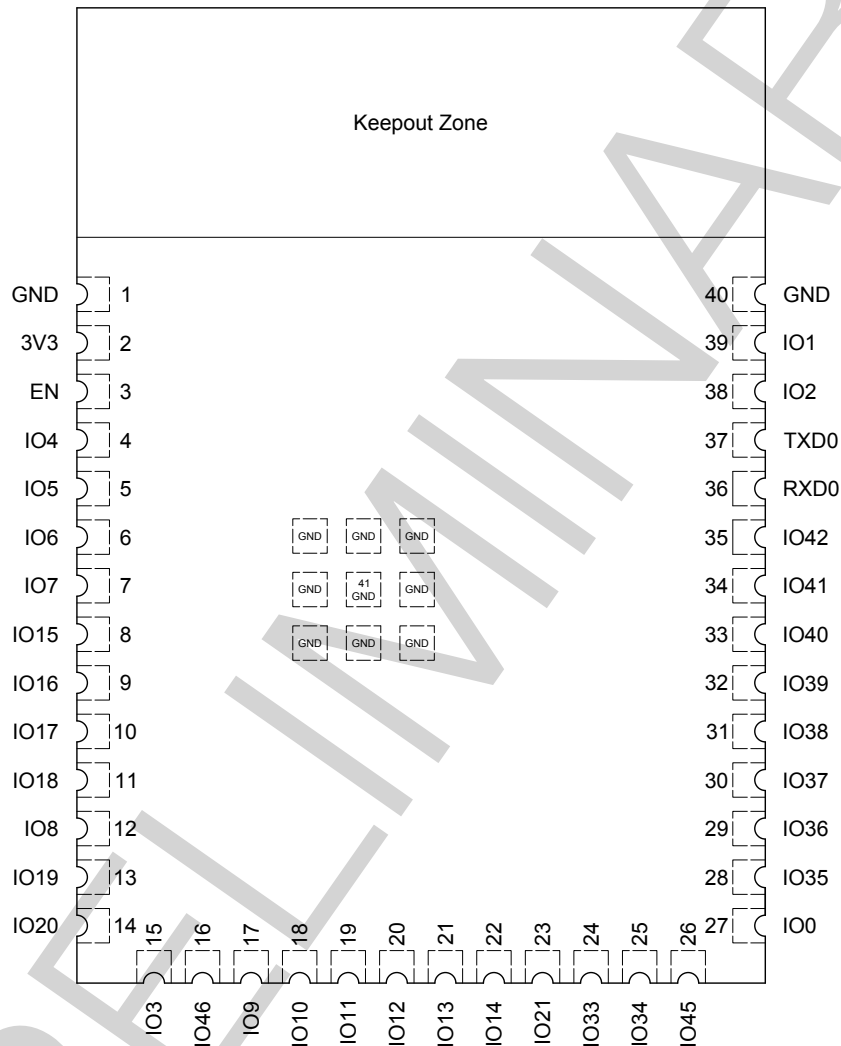 Keepout Zone
GND 1 40 GND
3V3 2 39 IO1
EN 3 38 IO2
IO4 4 37 TXD0
IO5 5 36 RXD0
IO6 6 GND GND GND 35 IO42
IO7 7 GND 41 GND GND 34 IO41
IO15 8 GND GND GND 33 IO40
IO16 9 32 IO39
IO17 10 31 IO38
IO18 11 30 IO37
IO8 12 29 IO36
IO19 13 28 IO35
IO20 14 27 IO0
15 16 17 18 19 20 21 22 23 24 25 26
IO3 IO46 IO9 IO10 IO11 IO12 IO13 IO14 IO21 IO33 IO34 IO45
RELIMINAR